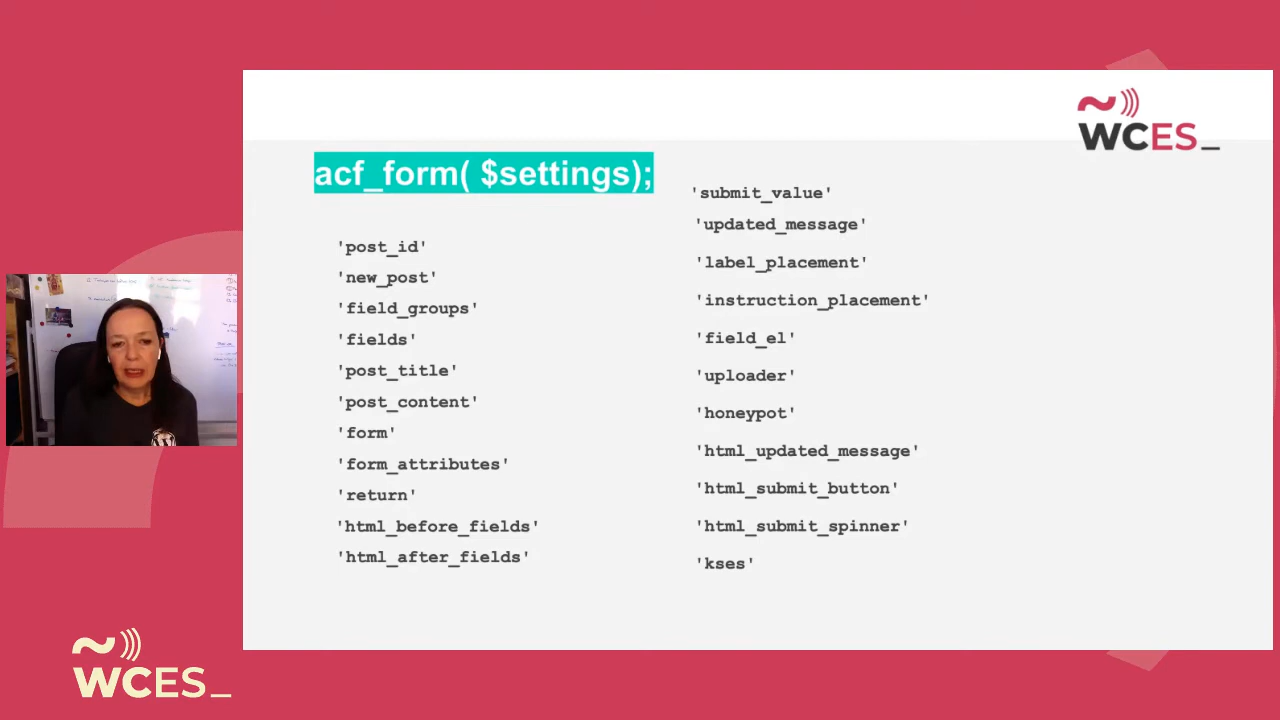 WCES_
acf_form( $settings);
'post_id'
'new_post'
'field_groups'
'fields'
'post_title'
'post_content'
'form'
'form_attributes'
'return'
'html_before_fields'
'html_after_fields'
'submit_value'
'updated_message'
'label_placement'
'instruction_placement'
'field_el'
'uploader'
'honeypot'
'html_updated_message'
'html_submit_button'
'html_submit_spinner'
'kses'
WCES_